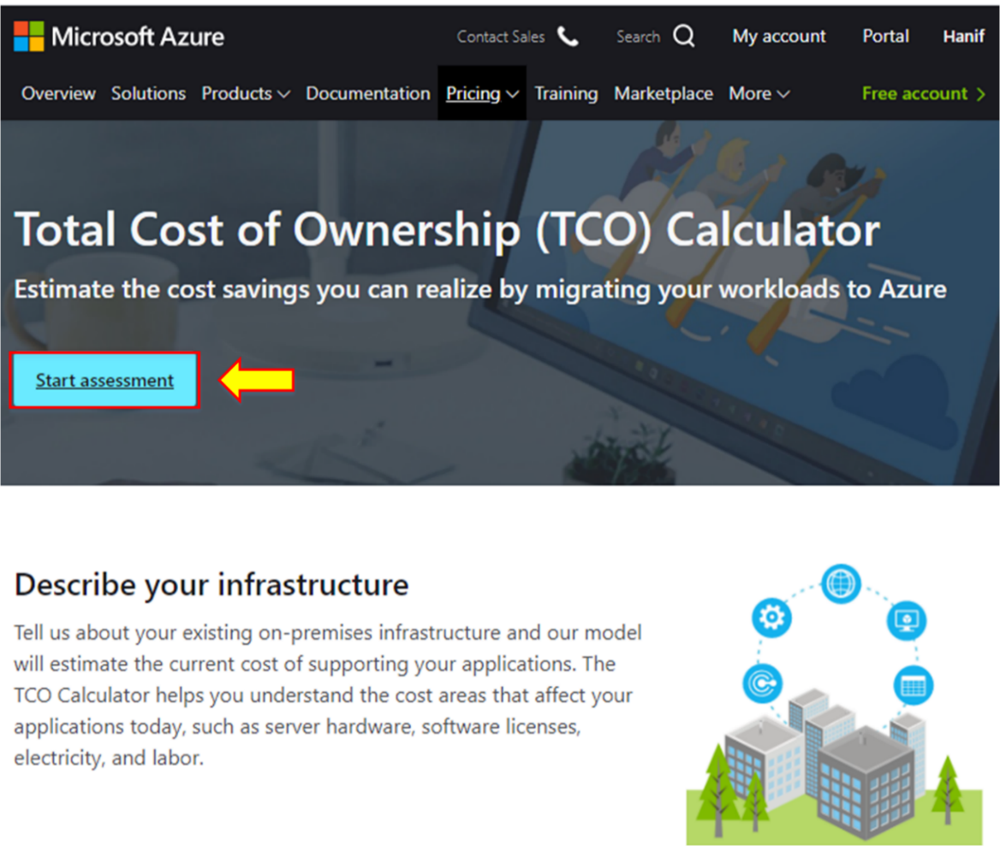 Microsoft Azure Contact Sales Search My account Portal Hanif
Overview Solutions Products Documentation Pricing Training Marketplace More Free account >
Total Cost of Ownership (TCO) Calculator
Estimate the cost savings you can realize by migrating your workloads to Azure
Start assessment
Describe your infrastructure
Tell us about your existing on-premises infrastructure and our model
will estimate the current cost of supporting your applications. The
TCO Calculator helps you understand the cost areas that affect your
applications today, such as server hardware, software licenses,
electricity, and labor.